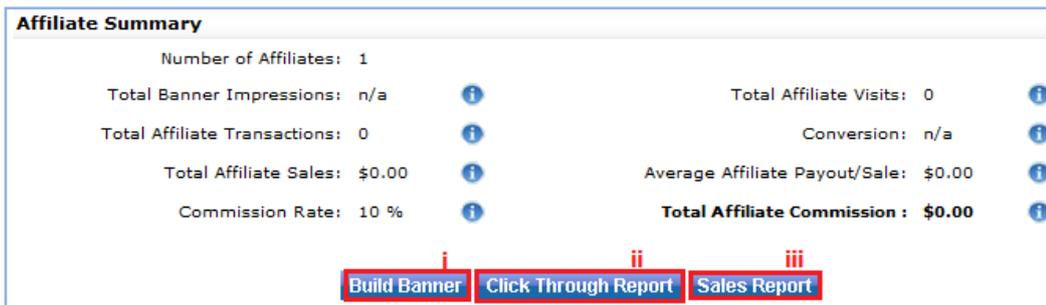 Affiliate Summary
Number of Affiliates: 1
Total Banner Impressions: n/a Total Affiliate Visits: 0
Total Affiliate Transactions: 0 Conversion: n/a
Total Affiliate Sales: $0.00 Average Affiliate Payout/Sale: $0.00
Commission Rate: 10 % Total Affiliate Commission : $0.00
i ii iii
Build Banner Click Through Report Sales Report